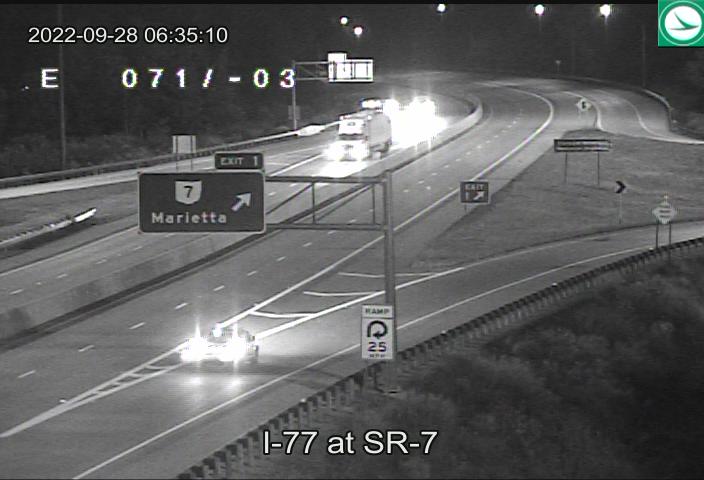 2022-09-28 06:35:10
E 071/-03
EXIT 1
7
Marietta
EXIT
1
RAMP
25
MPH
I-77 at SR-7